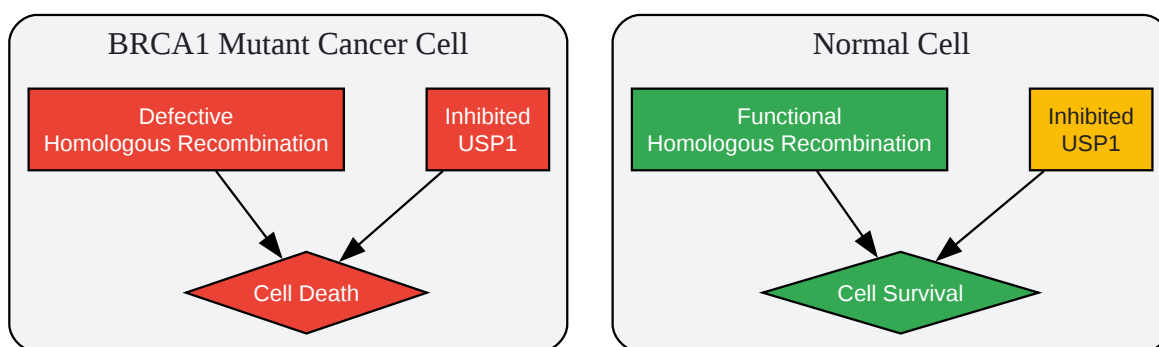 BRCA1 Mutant Cancer Cell
Defective
Homologous Recombination
Inhibited
USP1
Cell Death
Normal Cell
Functional
Homologous Recombination
Inhibited
USP1
Cell Survival